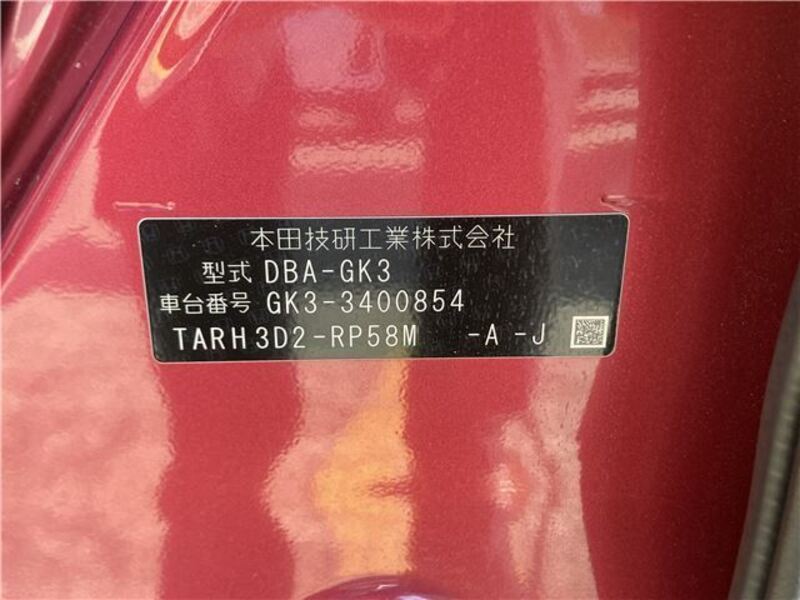 本田技研工業株式会社
型式 DBA-GK3
車台番号 GK3-3400854
TARH3D2-RP58M -A -J